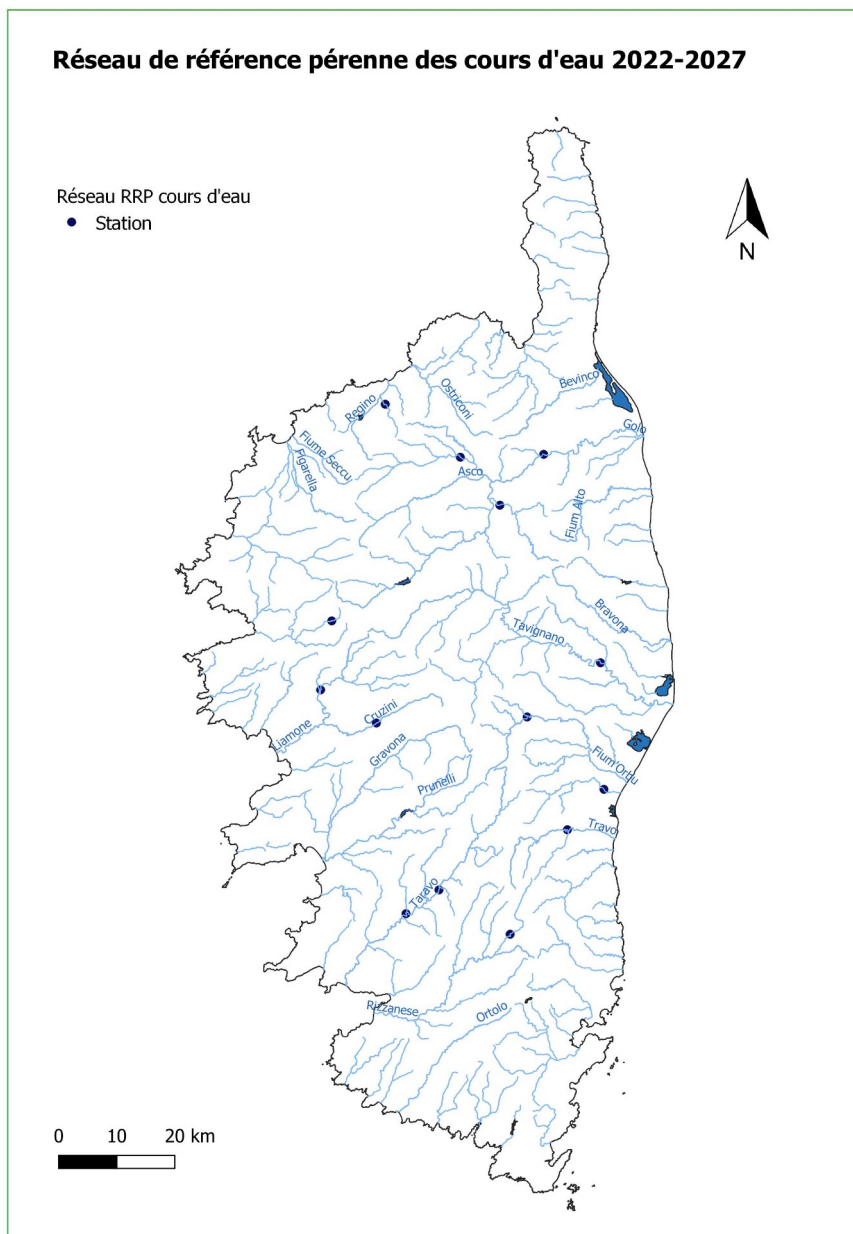 Réseau de référence pérenne des cours d'eau 2022-2027
Réseau RRP cours d'eau
Station
N
Bevinco
Ostriconi
Regino
Golo
Fiume Seccu
Figarella
Asco
Fium Alto
Bravona
Tavignano
Cruzini
Liamone
Gravona
Fium'Orbu
Prunelli
Travo
Taravo
Rizzanese
Ortolo
0 10 20 km